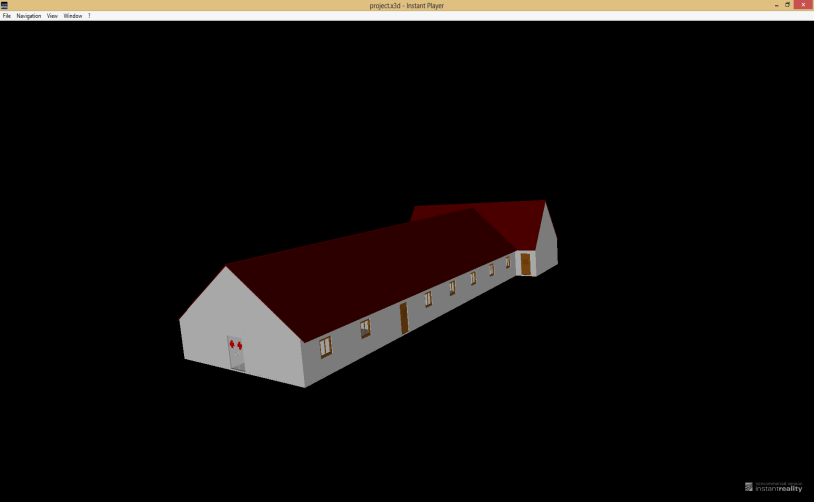 project.x3d - Instant Player
File Navigation View Window ?
instantreality